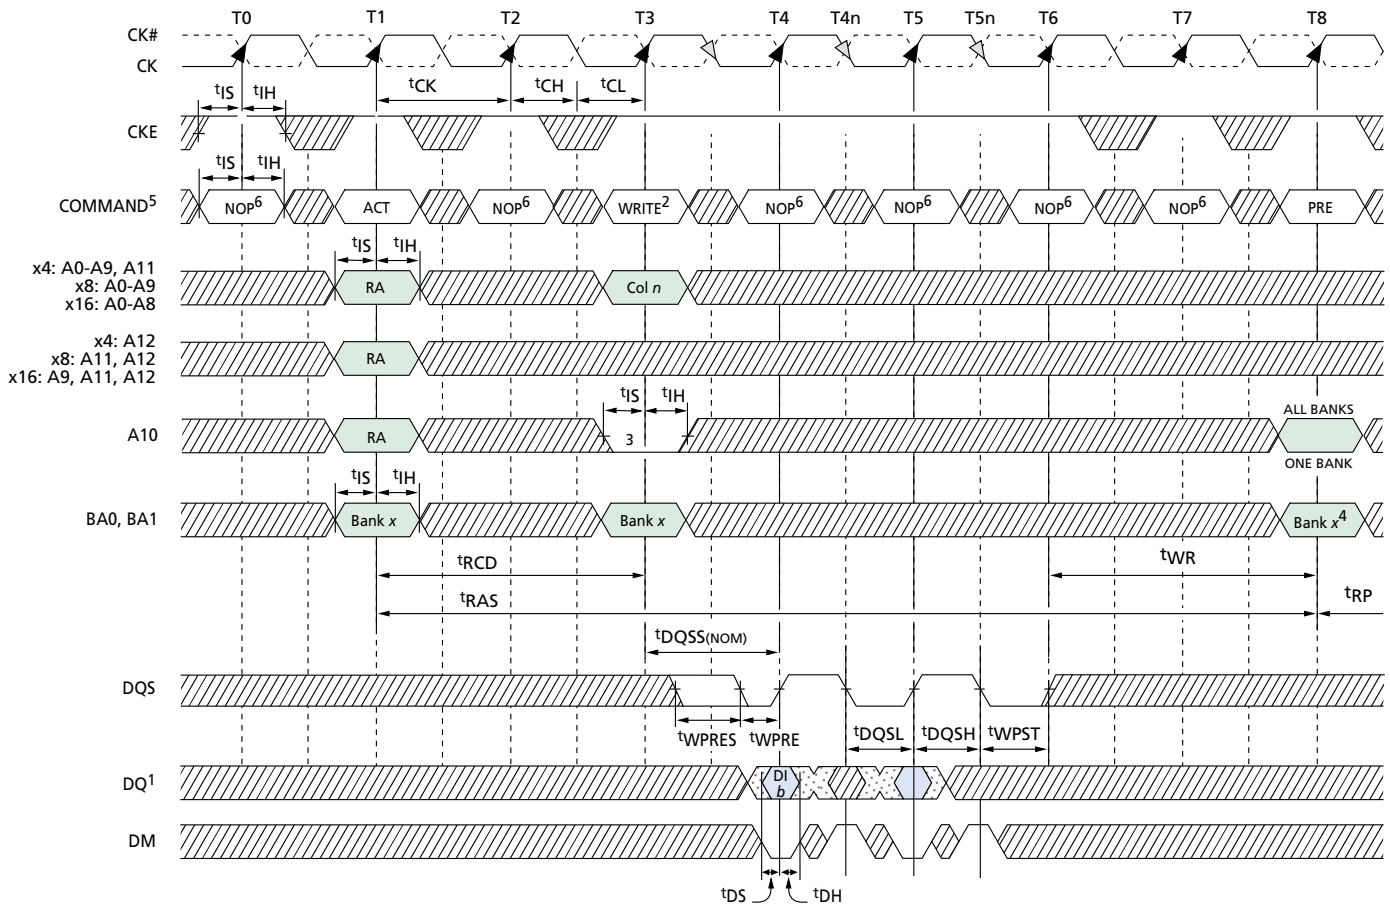 T0 T1 T2 T3 T4 T4n T5 T5n T6 T7 T8
CK#
CK
tCK tCH tCL
tIS tIH
CKE
tIS tIH
COMMAND5 NOP6 ACT NOP6 WRITE2 NOP6 NOP6 NOP6 NOP6 PRE
tIS tIH
x4: A0-A9, A11
x8: A0-A9
x16: A0-A8
RA Col n
x4: A12
x8: A11, A12
x16: A9, A11, A12
RA
tIS tIH
ALL BANKS
A10 RA 3
ONE BANK
tIS tIH
BA0, BA1 Bank x Bank x Bank x4
tRCD tWR
tRAS tRP
tDQSS(NOM)
DQS
tWPRES tWPRE tDQSL tDQSH tWPST
DQ1 DI
b
DM
tDS tDH